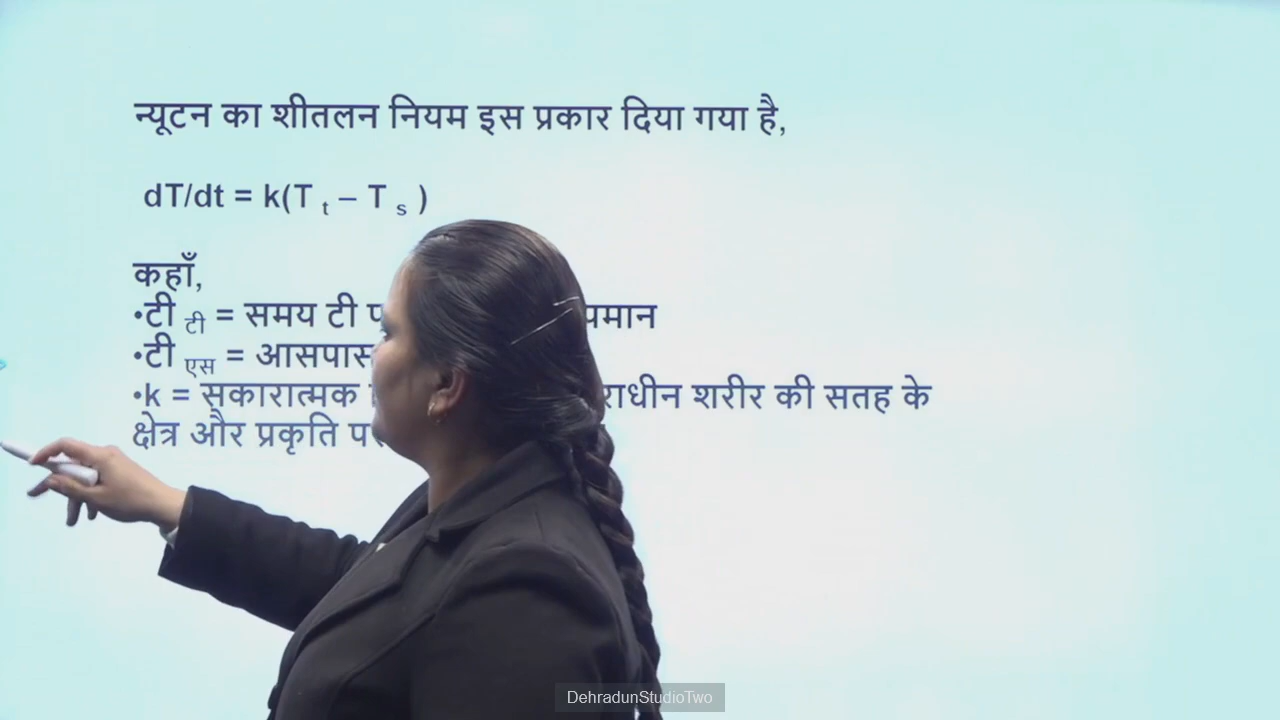 न्यूटन का शीतलन नियम इस प्रकार दिया गया है,
dT/dt = k(T t – T s )
कहाँ,
•टी टी = समय टी
•टी एस = आसपास
•k = सकारात्मक शरीर की सतह के
क्षेत्र और प्रकृति
DehradunStudioTwo